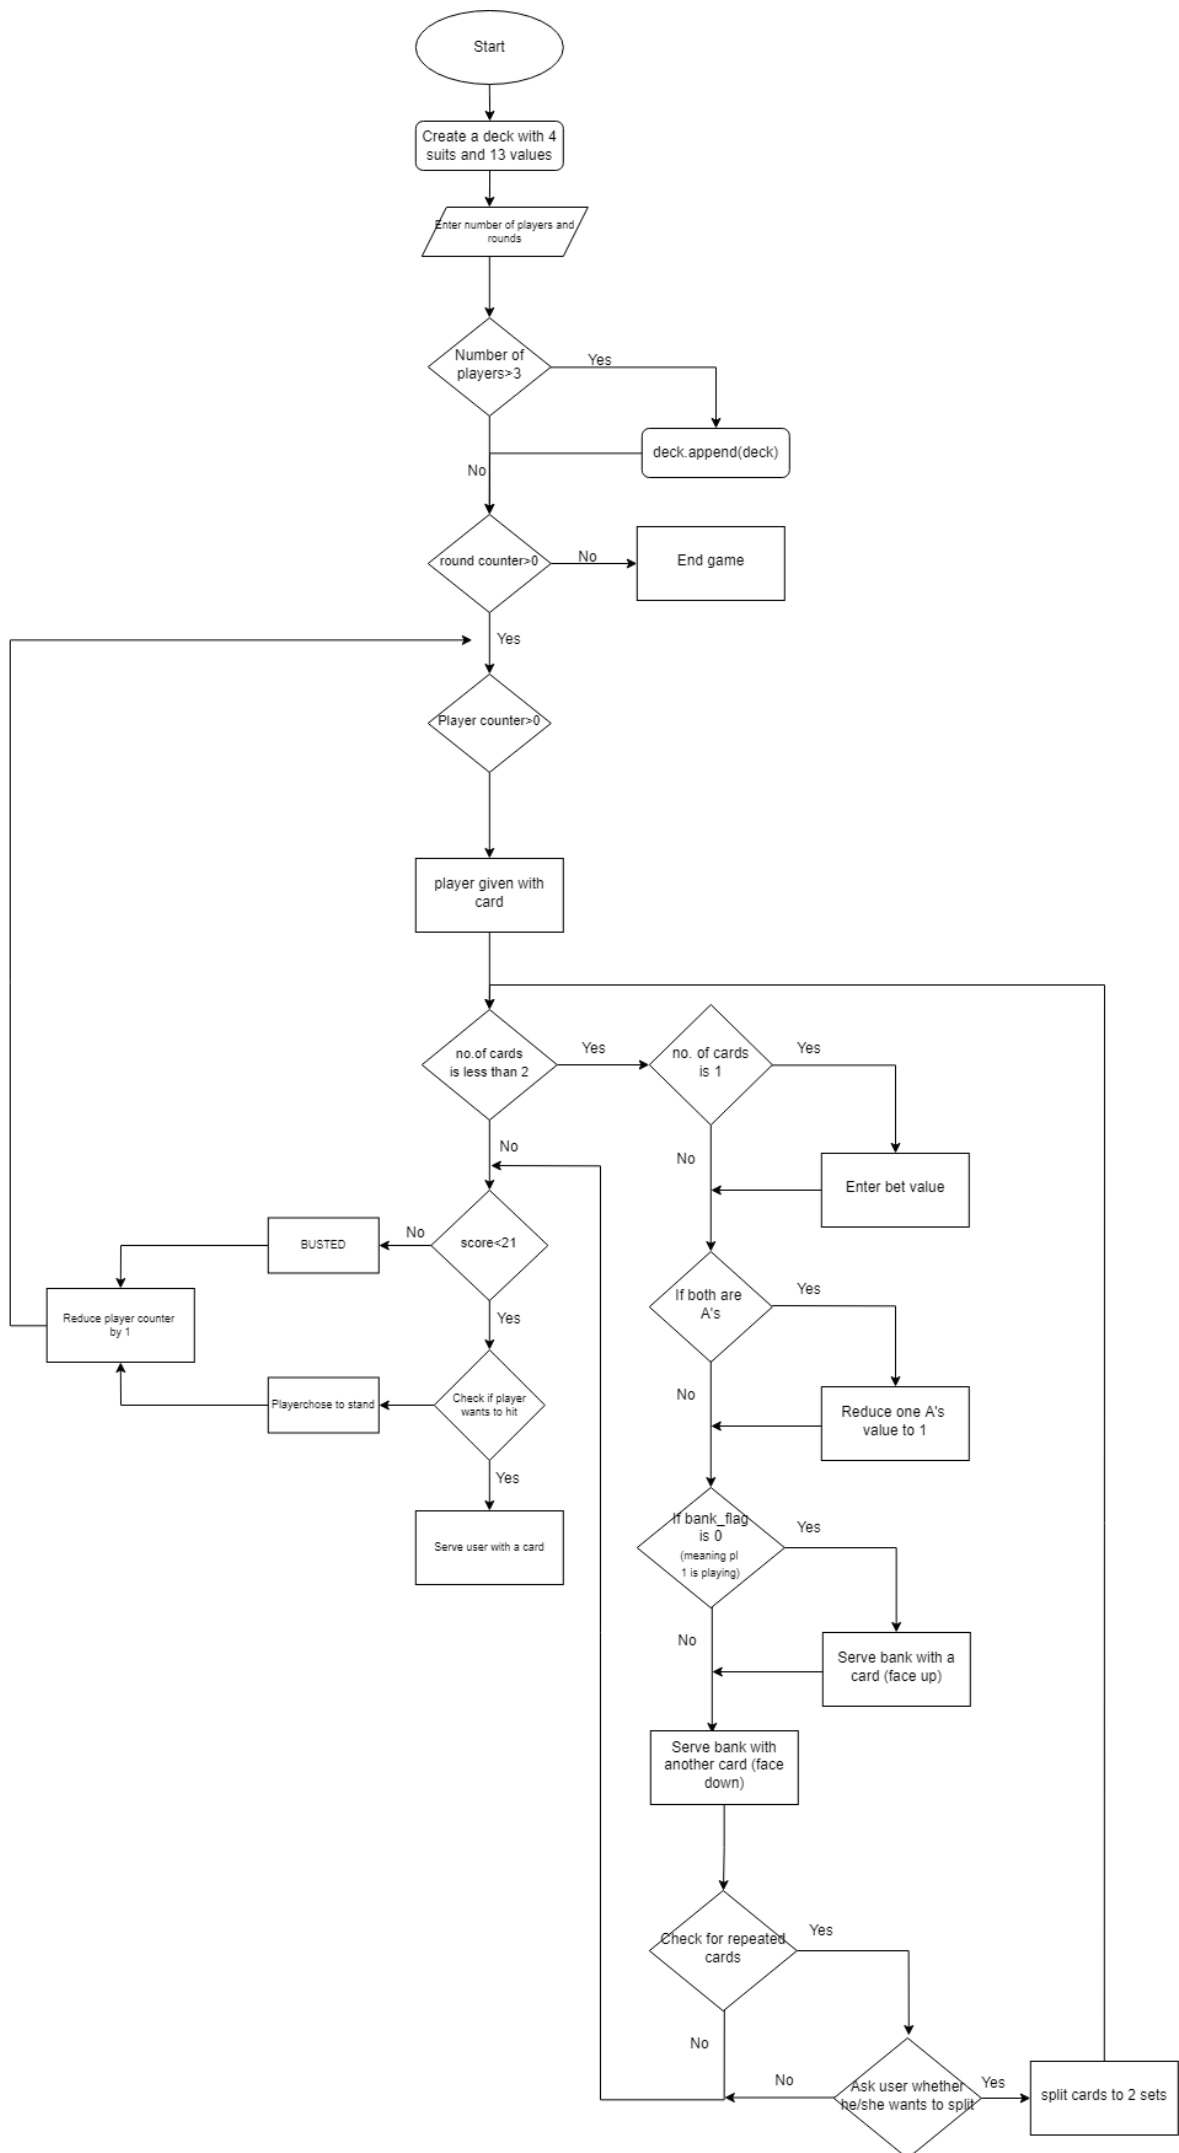 Start
Create a deck with 4
suits and 13 values
Enter number of players and
rounds
Number of
players>3
Yes
deck.append(deck)
No
round counter>0
No
End game
Yes
Player counter>0
player given with
card
no.of cards
is less than 2
Yes
no. of cards
is 1
Yes
No
No
Enter bet value
score<21
No
BUSTED
Reduce player counter
by 1
Yes
Check if player
wants to hit
Playerchose to stand
Yes
Serve user with a card
If both are
A's
Yes
No
Reduce one A's
value to 1
If bank_flag
is 0
(meaning pl
1 is playing)
Yes
No
Serve bank with a
card (face up)
Serve bank with
another card (face
down)
Check for repeated
cards
Yes
No
Ask user whether
he/she wants to split
No
Yes
split cards to 2 sets